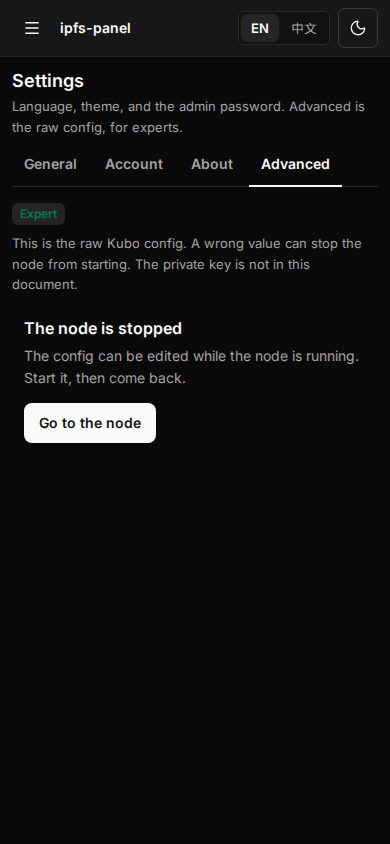 ipfs-panel
EN
中文
Settings
Language, theme, and the admin password. Advanced is
the raw config, for experts.
General
Account
About
Advanced
Expert
This is the raw Kubo config. A wrong value can stop the
node from starting. The private key is not in this
document.
The node is stopped
The config can be edited while the node is running.
Start it, then come back.
Go to the node